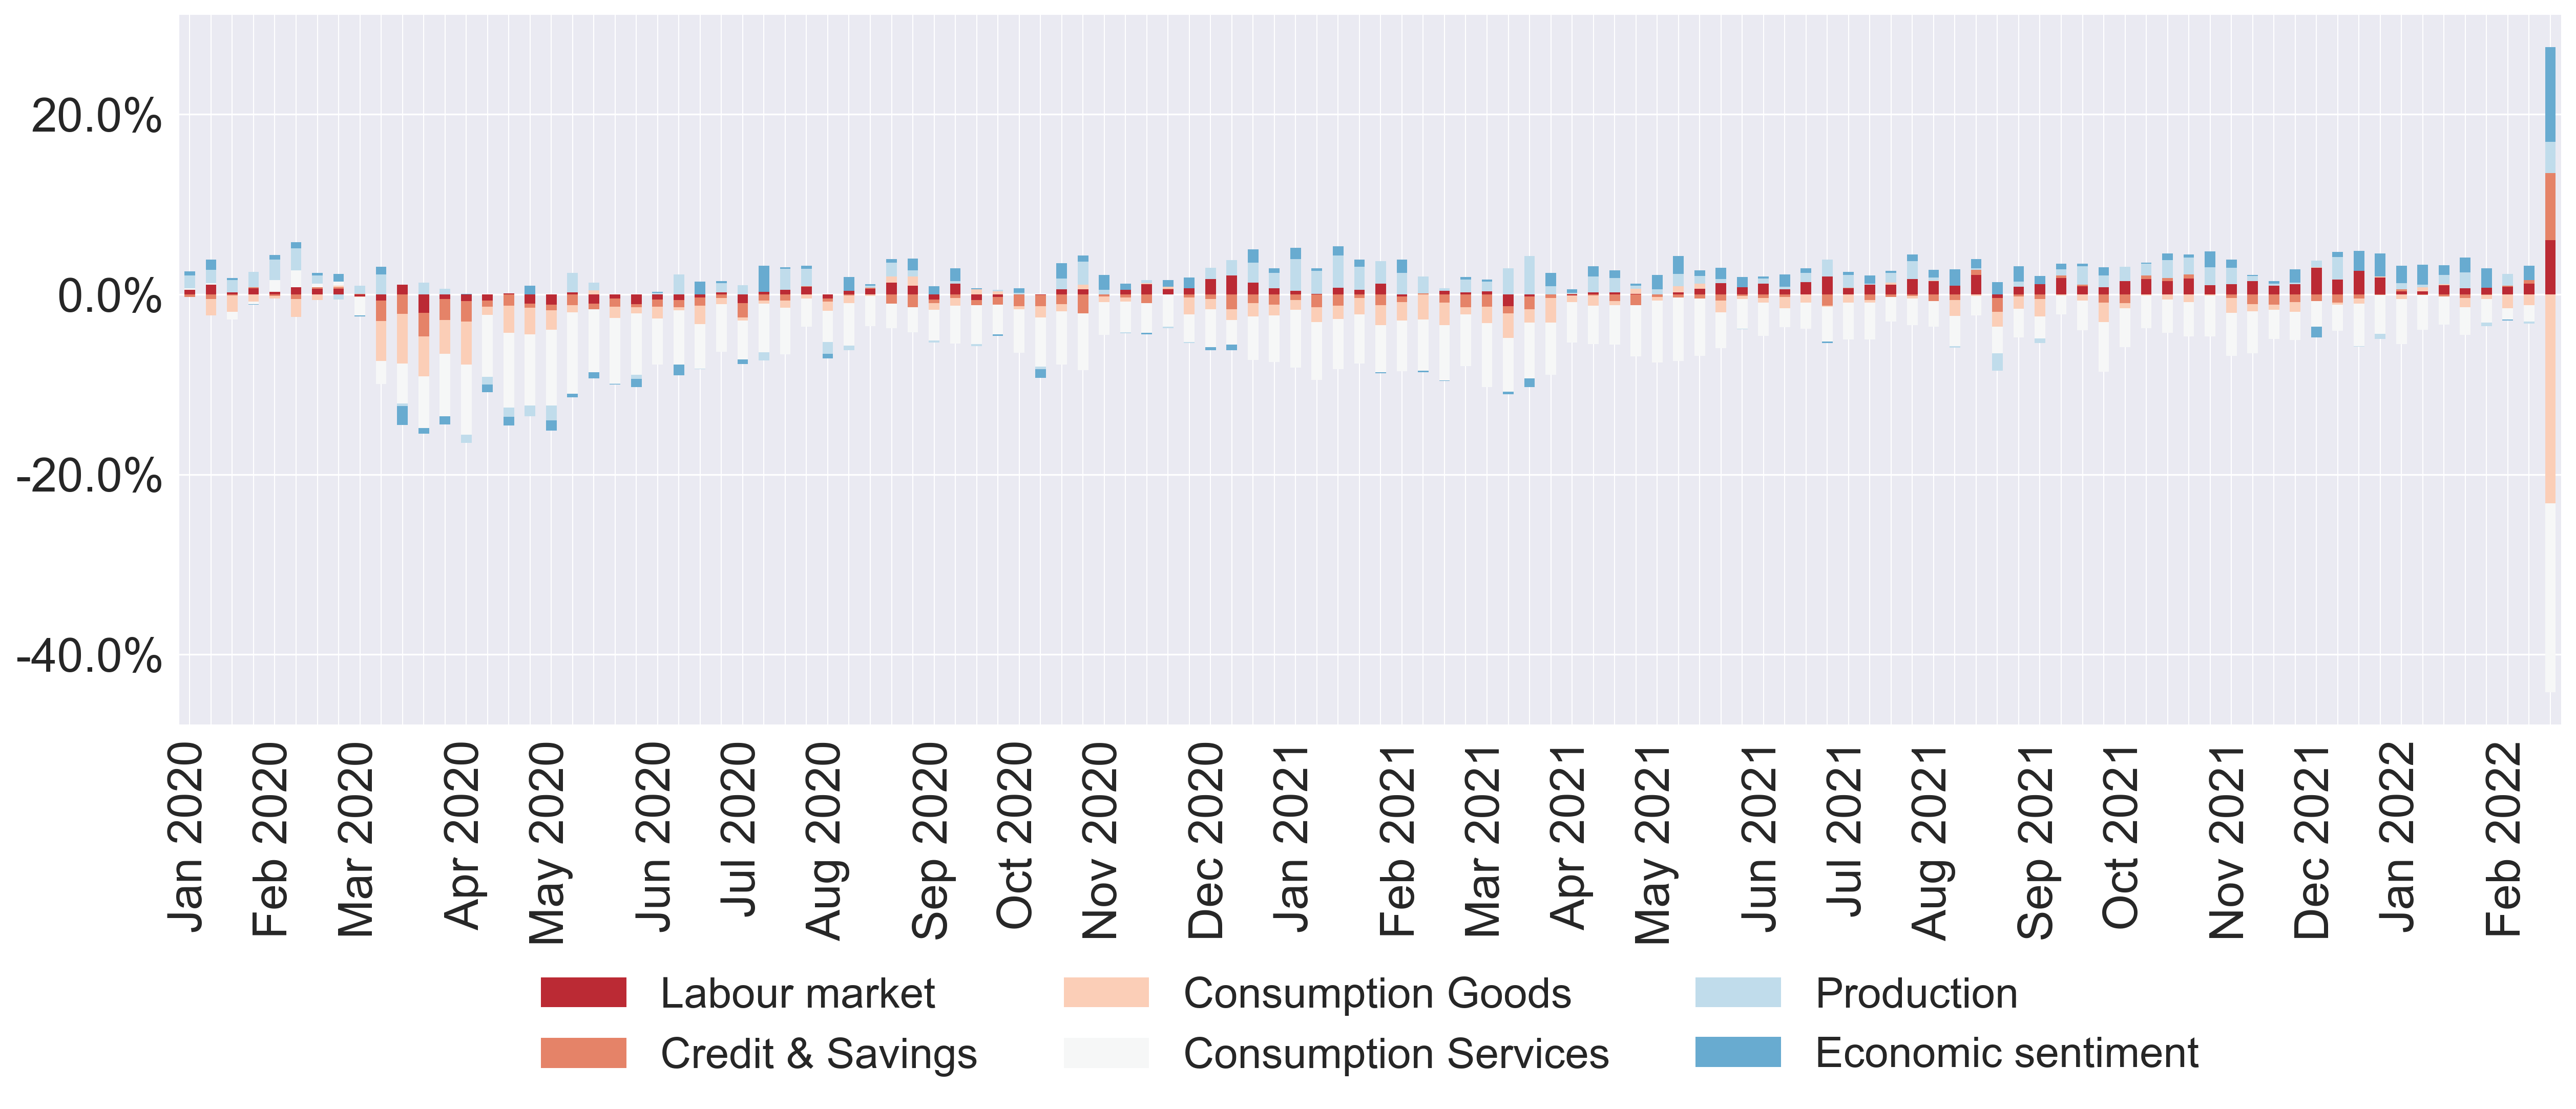 20.0%
0.0%
-20.0%
-40.0%
Jan 2020
Feb 2020
Mar 2020
Apr 2020
May 2020
Jun 2020
Jul 2020
Aug 2020
Sep 2020
Oct 2020
Nov 2020
Dec 2020
Jan 2021
Feb 2021
Mar 2021
Apr 2021
May 2021
Jun 2021
Jul 2021
Aug 2021
Sep 2021
Oct 2021
Nov 2021
Dec 2021
Jan 2022
Feb 2022
Labour market
Consumption Goods
Production
Credit & Savings
Consumption Services
Economic sentiment